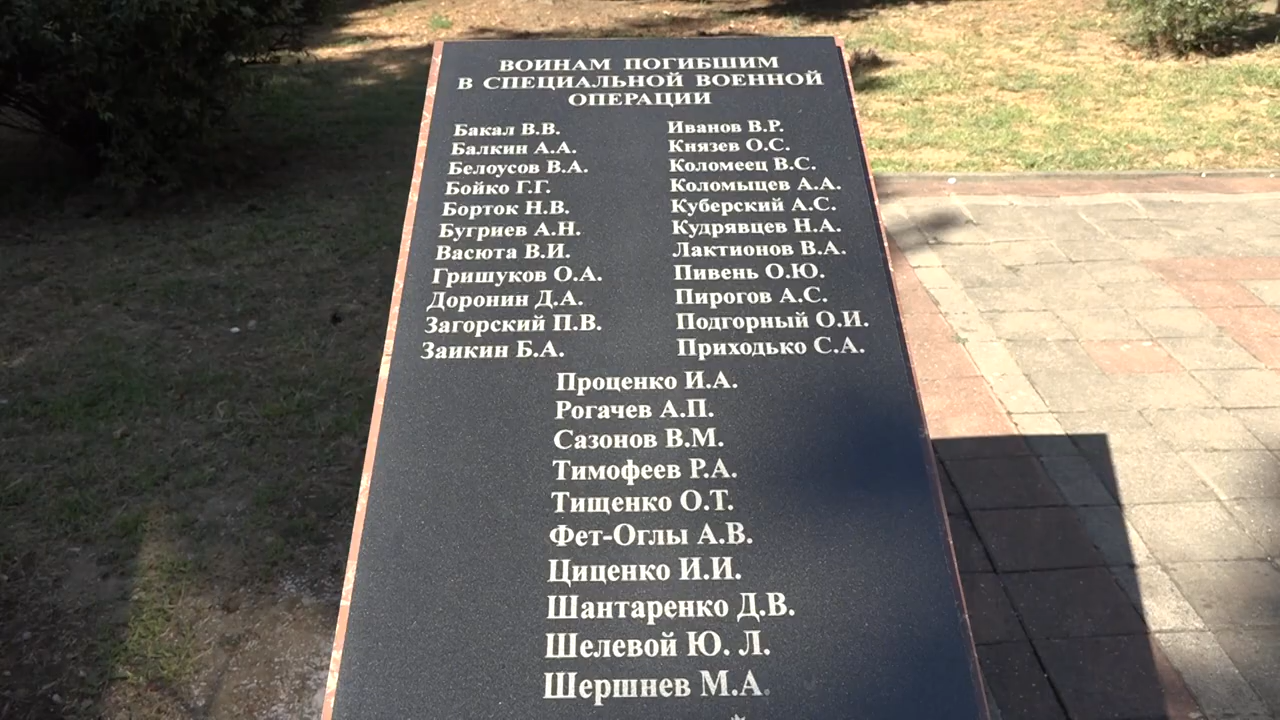 ВОИНАМ ПОГИБШИМ
В СПЕЦИАЛЬНОЙ ВОЕННОЙ
ОПЕРАЦИИ
Бакал В.В.
Балкин А.А.
Белоусов В.А.
Бойко Г.Г.
Борток Н.В.
Бугриев А.Н.
Васюта В.И.
Гришуков О.А.
Доронин Д.А.
Загорский П.В.
Заикин Б.А.
Иванов В.Р.
Князев О.С.
Коломеец В.С.
Коломыцев А.А.
Куберский А.С.
Кудрявцев Н.А.
Лактионов В.А.
Пивень О.Ю.
Пирогов А.С.
Подгорный О.И.
Приходько С.А.
Проценко И.А.
Рогачев А.П.
Сазонов В.М.
Тимофеев Р.А.
Тищенко О.Т.
Фет-Оглы А.В.
Циценко И.И.
Шантаренко Д.В.
Шелевой Ю. Л.
Шершнев М.А.